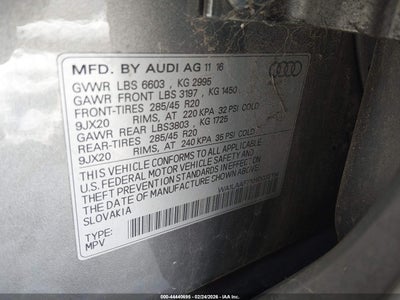 MFD. BY AUDI AG 11 16
GVWR LBS 6603 , KG 2995
GAWR FRONT LBS 3197 , KG 1450
FRONT-TIRES 285/45 R20
9JX20 RIMS, AT 220 KPA 32 PSI COLD
GAWR REAR LBS3803 , KG 1725
REAR-TIRES 285/45 R20
9JX20 RIMS, AT 240 KPA 35 PSI COLD
THIS VEHICLE CONFORMS TO ALL APPLICABLE
U.S. FEDERAL MOTOR VEHICLE SAFETY AND
THEFT PREVENTION STANDARDS IN EFFECT ON
THE DATE OF MANUFACTURE SHOWN ABOVE.
SLOVAKIA
TYPE:
MPV
000-44440695 - 02/24/2026 - IAA